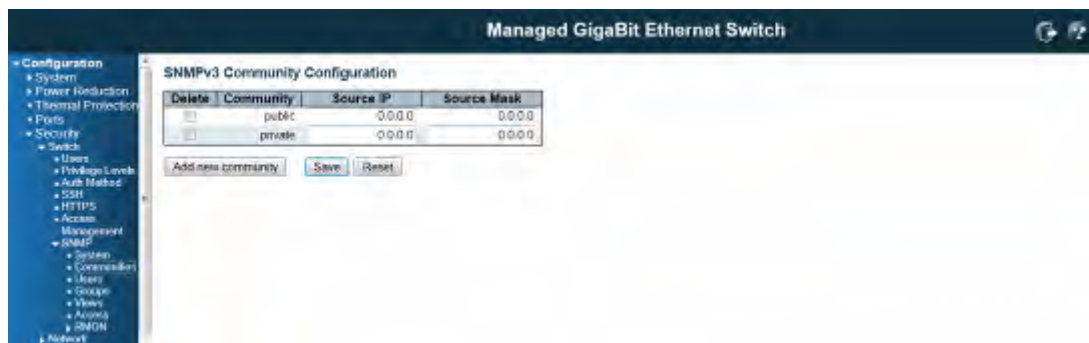 Managed GigaBit Ethernet Switch
Configuration
System
Power Reduction
Thermal Protection
Ports
Security
Switch
Users
Privilege Levels
Auth Method
SSH
HTTPS
Access
Management
SNMP
System
Communities
Users
Groups
Views
Access
RMON
Network
SNMPv3 Community Configuration
Delete Community Source IP Source Mask
public 0.0.0.0 0.0.0.0
private 0.0.0.0 0.0.0.0
Add new community Save Reset